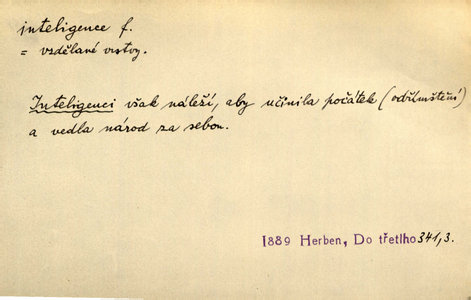 inteligence f.
= vzdělané vrstvy.
Inteligenci však náleží, aby učinila počátek (odřímštění)
a vedla národ za sebou.
1889 Herben, Do třetího 341,3.